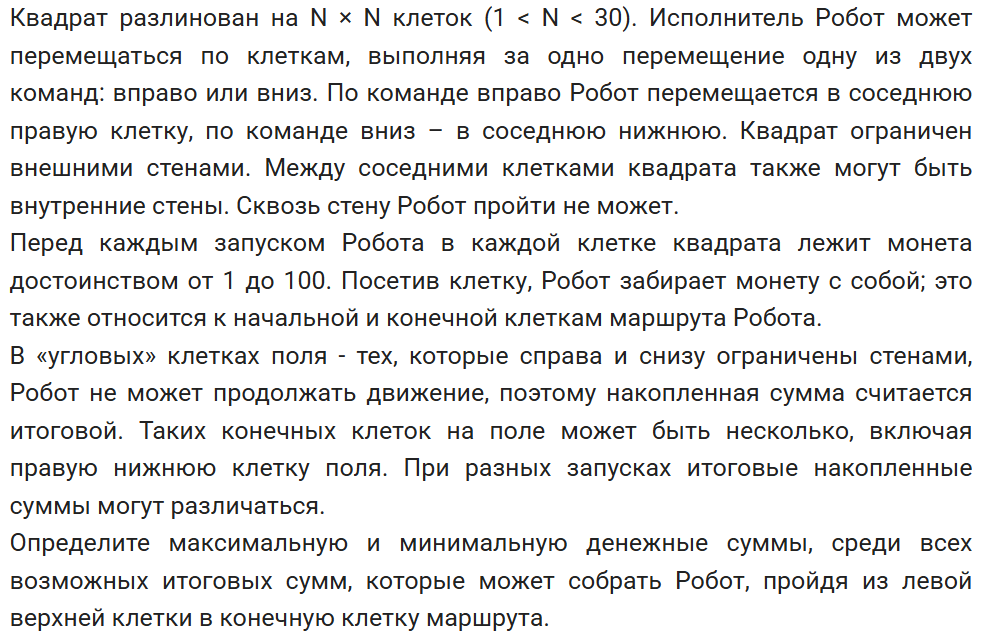 Квадрат разлинован на N × N клеток (1 < N < 30). Исполнитель Робот может
перемещаться по клеткам, выполняя за одно перемещение одну из двух
команд: вправо или вниз. По команде вправо Робот перемещается в соседнюю
правую клетку, по команде вниз – в соседнюю нижнюю. Квадрат ограничен
внешними стенами. Между соседними клетками квадрата также могут быть
внутренние стены. Сквозь стену Робот пройти не может.
Перед каждым запуском Робота в каждой клетке квадрата лежит монета
достоинством от 1 до 100. Посетив клетку, Робот забирает монету с собой; это
также относится к начальной и конечной клеткам маршрута Робота.
В «угловых» клетках поля - тех, которые справа и снизу ограничены стенами,
Робот не может продолжать движение, поэтому накопленная сумма считается
итоговой. Таких конечных клеток на поле может быть несколько, включая
правую нижнюю клетку поля. При разных запусках итоговые накопленные
суммы могут различаться.
Определите максимальную и минимальную денежные суммы, среди всех
возможных итоговых сумм, которые может собрать Робот, пройдя из левой
верхней клетки в конечную клетку маршрута.